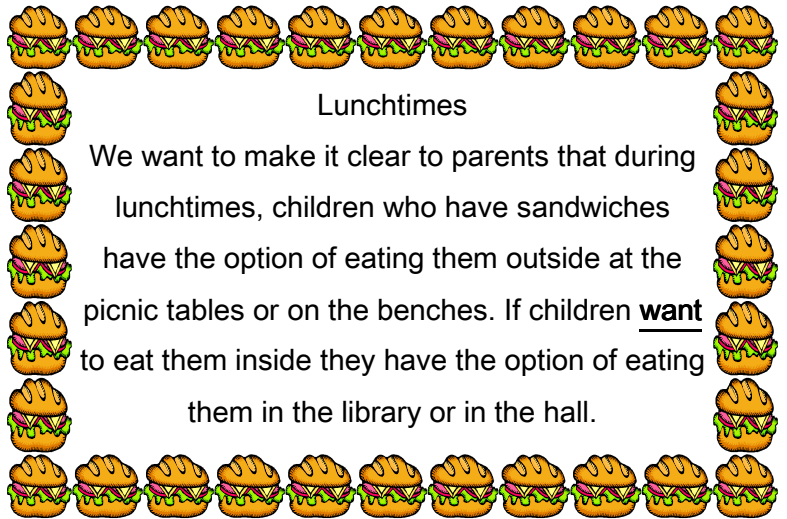 Lunchtimes
We want to make it clear to parents that during
lunchtimes, children who have sandwiches
have the option of eating them outside at the
picnic tables or on the benches. If children want
to eat them inside they have the option of eating
them in the library or in the hall.